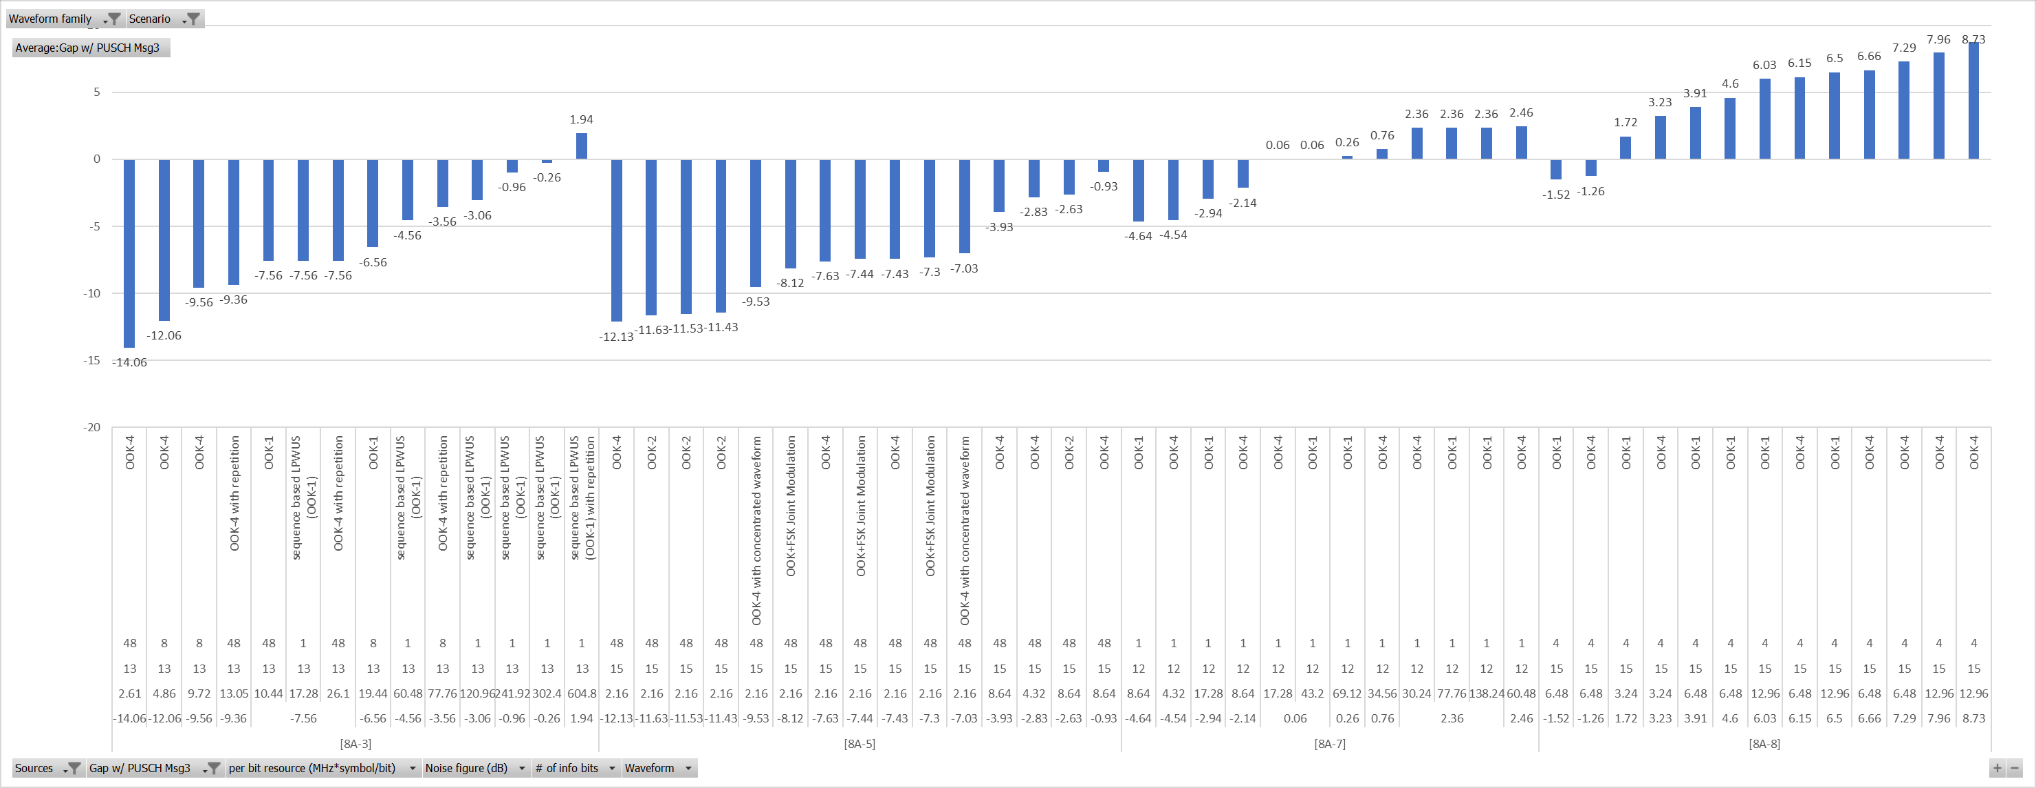 Waveform family Scenario
Average:Gap w/ PUSCH Msg3
5
0
-5
-10
-15
-20
-14.06 -12.06 -9.56 -9.36 -7.56 -7.56 -7.56 -6.56 -4.56 -3.56 -3.06 -0.96 -0.26 1.94 -12.13 -11.63 -11.53 -11.43 -9.53 -8.12 -7.63 -7.44 -7.43 -7.3 -7.03 -3.93 -2.83 -2.63 -0.93 -4.64 -4.54 -2.94 -2.14 0.06 0.06 0.26 0.76 2.36 2.36 2.36 2.46 -1.52 -1.26 1.72 3.23 3.91 4.6 6.03 6.15 6.5 6.66 7.29 7.96 8.73
OOK-4
OOK-4
OOK-4
OOK-4 with repetition
OOK-1
sequence based LPWUS
(OOK-1)
OOK-4 with repetition
OOK-1
sequence based LPWUS
(OOK-1)
OOK-4 with repetition
sequence based LPWUS
(OOK-1)
sequence based LPWUS
(OOK-1)
sequence based LPWUS
(OOK-1)
sequence based LPWUS
(OOK-1) with repetition
OOK-4
OOK-2
OOK-2
OOK-2
OOK-4 with concentrated waveform
OOK+FSK Joint Modulation
OOK-4
OOK+FSK Joint Modulation
OOK-4
OOK+FSK Joint Modulation
OOK-4 with concentrated waveform
OOK-4
OOK-4
OOK-2
OOK-4
OOK-1
OOK-4
OOK-1
OOK-4
OOK-4
OOK-1
OOK-1
OOK-4
OOK-4
OOK-1
OOK-1
OOK-4
OOK-1
OOK-4
OOK-1
OOK-4
OOK-1
OOK-1
OOK-1
OOK-4
OOK-1
OOK-4
OOK-4
OOK-4
OOK-4
48 8 8 48 48 1 48 8 1 8 1 1 1 1 48 48 48 48 48 48 48 48 48 48 48 48 48 48 48 1 1 1 1 1 1 1 1 1 1 1 1 4 4 4 4 4 4 4 4 4 4 4 4 4
13 13 13 13 13 13 13 13 13 13 13 13 13 13 15 15 15 15 15 15 15 15 15 15 15 15 15 15 15 12 12 12 12 12 12 12 12 12 12 12 12 15 15 15 15 15 15 15 15 15 15 15 15 15
2.61 4.86 9.72 13.05 10.44 17.28 26.1 19.44 60.48 77.76 120.96 241.92 302.4 604.8 2.16 2.16 2.16 2.16 2.16 2.16 2.16 2.16 2.16 2.16 2.16 8.64 4.32 8.64 8.64 8.64 4.32 17.28 8.64 17.28 43.2 69.12 34.56 30.24 77.76 138.24 60.48 6.48 6.48 3.24 3.24 6.48 6.48 12.96 6.48 12.96 6.48 6.48 12.96 12.96
-14.06 -12.06 -9.56 -9.36 -7.56 -6.56 -4.56 -3.56 -3.06 -0.96 -0.26 1.94 -12.13 -11.63 -11.53 -11.43 -9.53 -8.12 -7.63 -7.44 -7.43 -7.3 -7.03 -3.93 -2.83 -2.63 -0.93 -4.64 -4.54 -2.94 -2.14 0.06 0.26 0.76 2.36 2.46 -1.52 -1.26 1.72 3.23 3.91 4.6 6.03 6.15 6.5 6.66 7.29 7.96 8.73
[8A-3] [8A-5] [8A-7] [8A-8]
Sources Gap w/ PUSCH Msg3 per bit resource (MHz*symbol/bit) Noise figure (dB) # of info bits Waveform
+ −